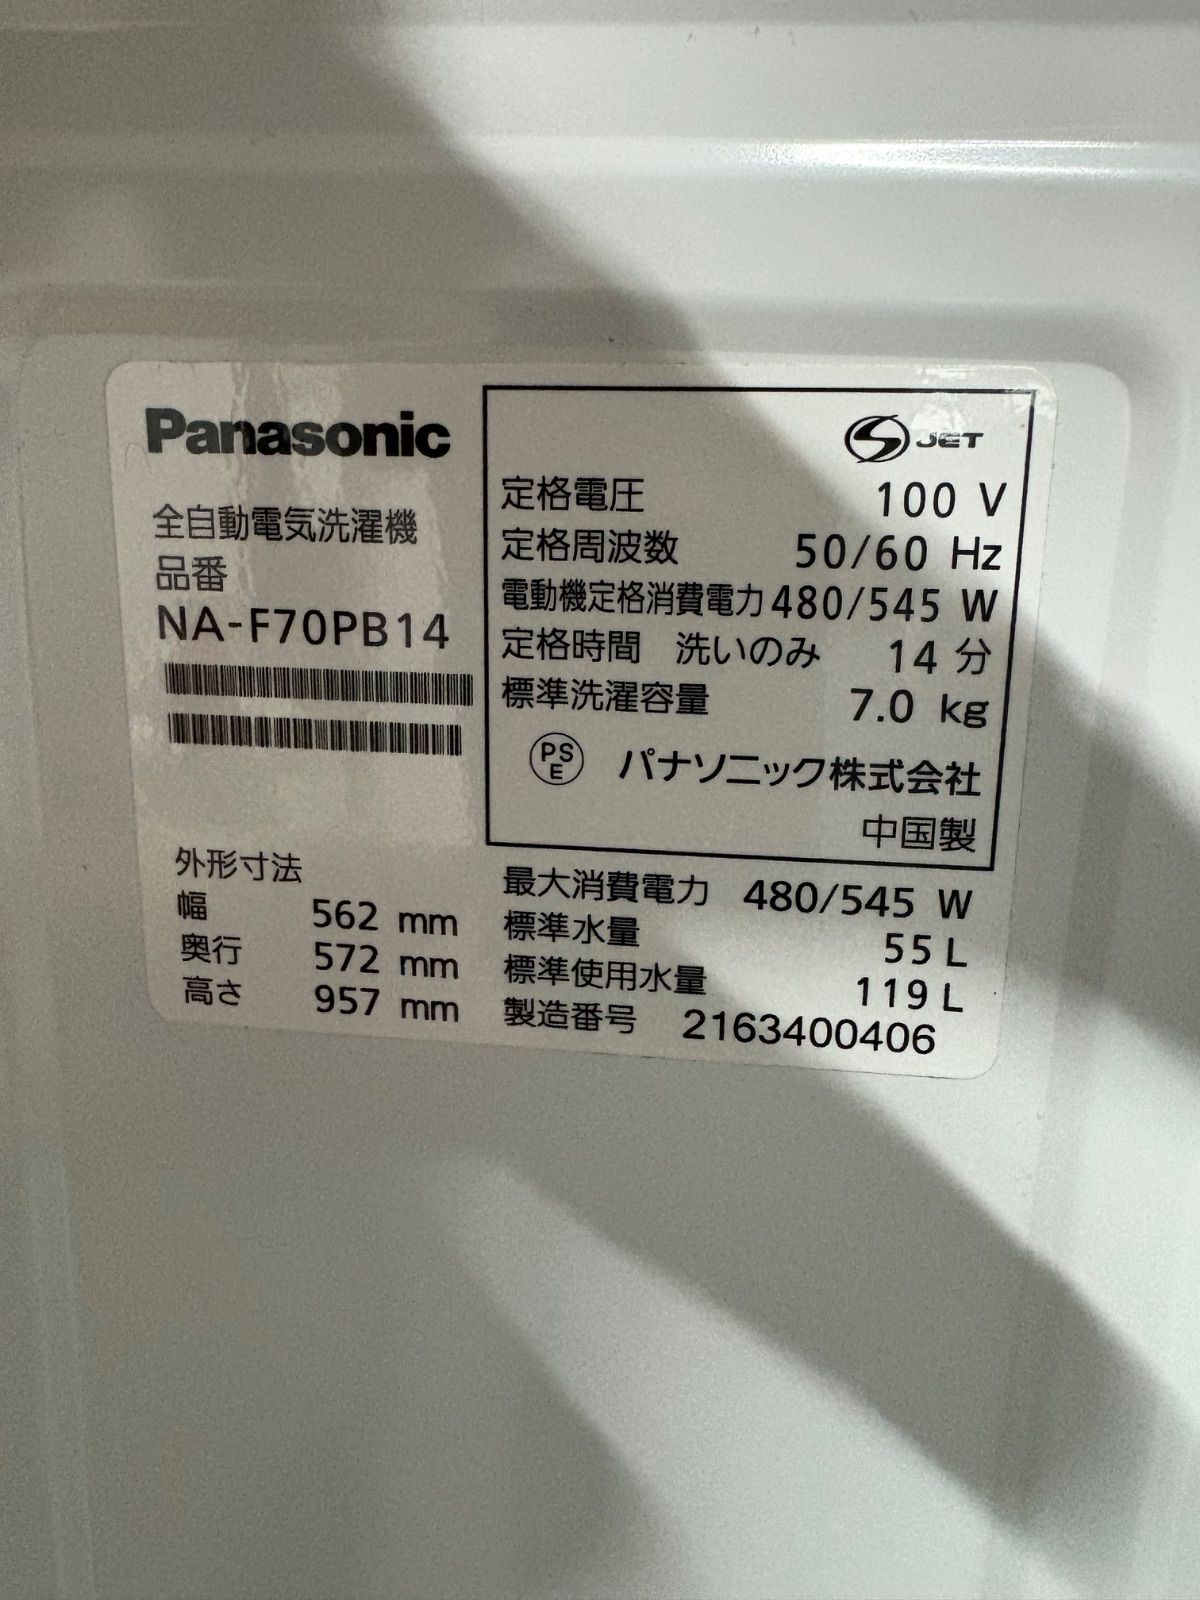 Panasonic
全自動電気洗濯機
品番
NA-F70PB14
外形寸法
幅 562 mm
奥行 572 mm
高さ 957 mm
S JET
定格電圧 100 V
定格周波数 50/60 Hz
電動機定格消費電力 480/545 W
定格時間 洗いのみ 14 分
標準洗濯容量 7.0 kg
PSE パナソニック株式会社
中国製
最大消費電力 480/545 W
標準水量 55 L
標準使用水量 119 L
製造番号 2163400406